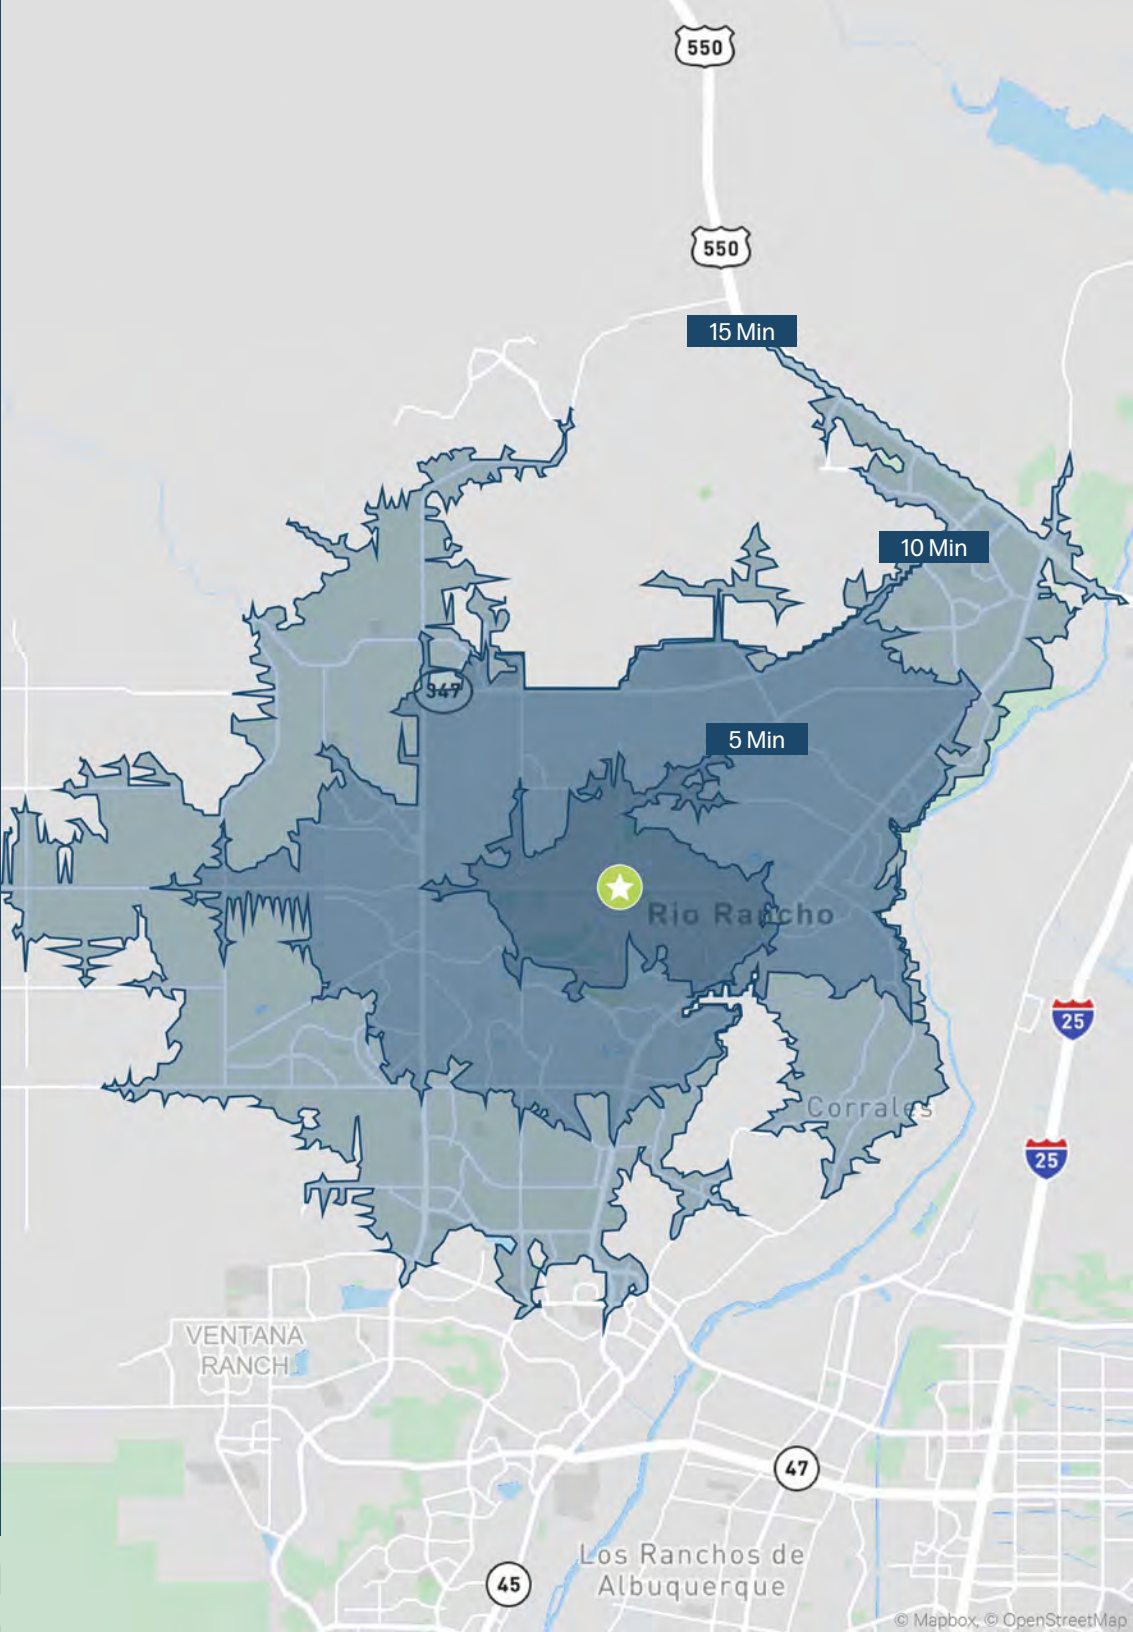 550
550
15 Min
10 Min
347
5 Min
Rio Rancho
25
Corrales
25
VENTANA
RANCH
47
Los Ranchos de
Albuquerque
45
© Mapbox, © OpenStreetMap